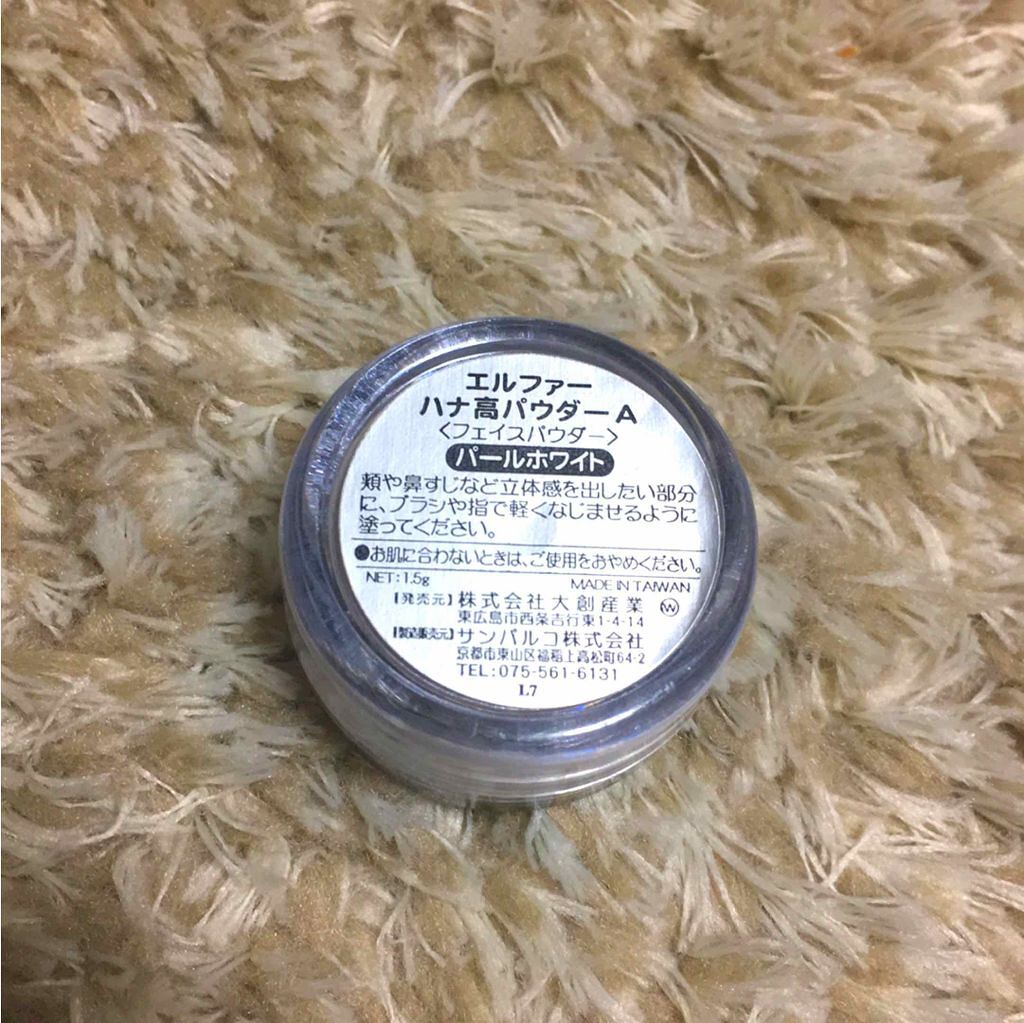 エルファー
ハナ高パウダーA
〈フェイスパウダー〉
パールホワイト
頬や鼻すじなど立体感を出したい部分
に、ブラシや指で軽くなじませるように
塗ってください。
●お肌に合わないときは、ご使用をおやめください。
NET:1.5g MADE IN TAIWAN
【発売元】株式会社大創産業 W
東広島市西条吉行東1-4-14
【製造販売元】サンパルコ株式会社
京都市東山区福稲上高松町64-2
TEL:075-561-6131
L7